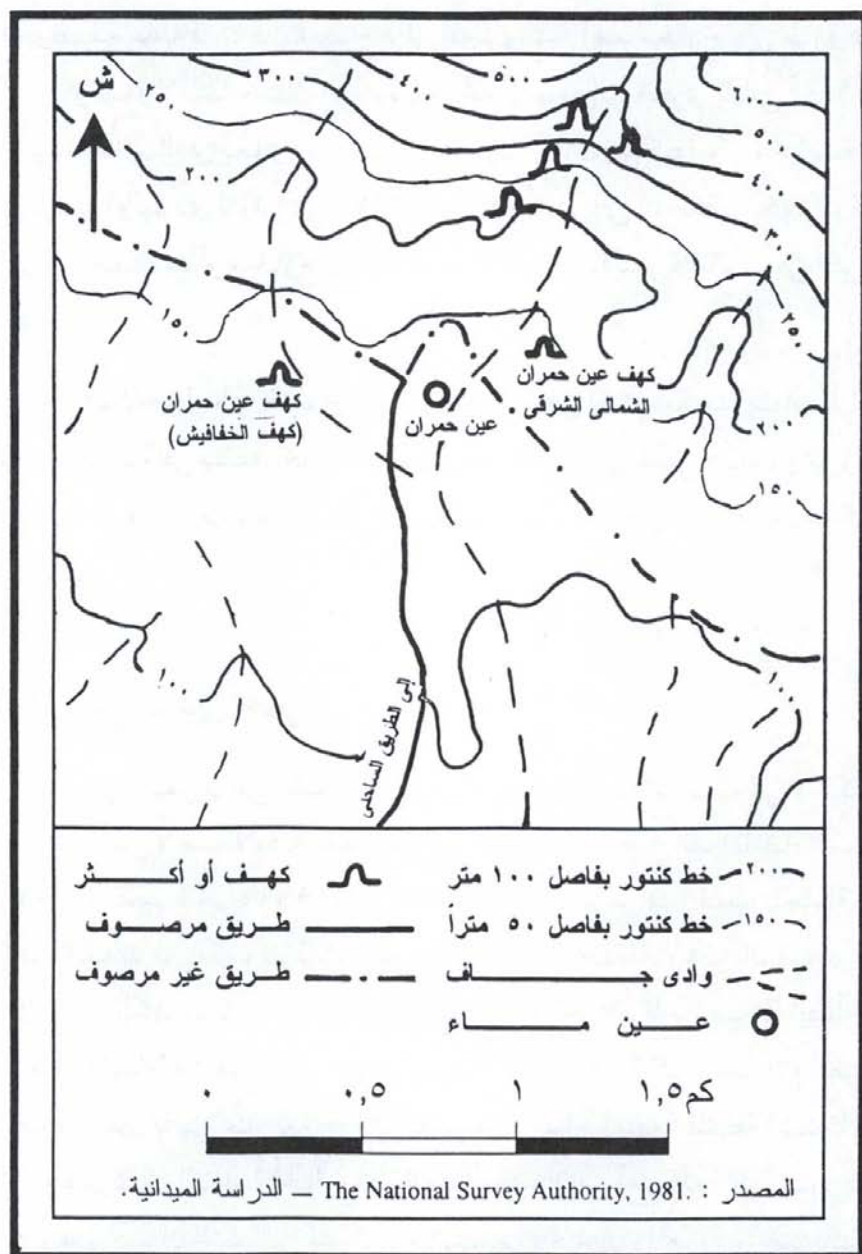 ش
٣٠٠
٤٠٠
٥٠٠
٦٠٠
٢٥٠
٥٠٠
٤٠٠
٢٠٠
٣٠٠
٢٥٠
١٥٠
كهف عين حمران
الشمالى الشرقى
كهف عين حمران
(كهف الخفافيش)
عين حمران
٢٠٠
١٥٠
١٠٠
١٠٠
إلى الطريق الساحلى
خط كنتور بفاصل ١٠٠ متر
٢٠٠
كهف أو أكثر
خط كنتور بفاصل ٥٠ مترا
١٥٠
طريق مرصوف
وادى جاف
طريق غير مرصوف
عين ماء
٠
٠,٥
١
١,٥كم
المصدر : .The National Survey Authority, 1981 – الدراسة الميدانية.